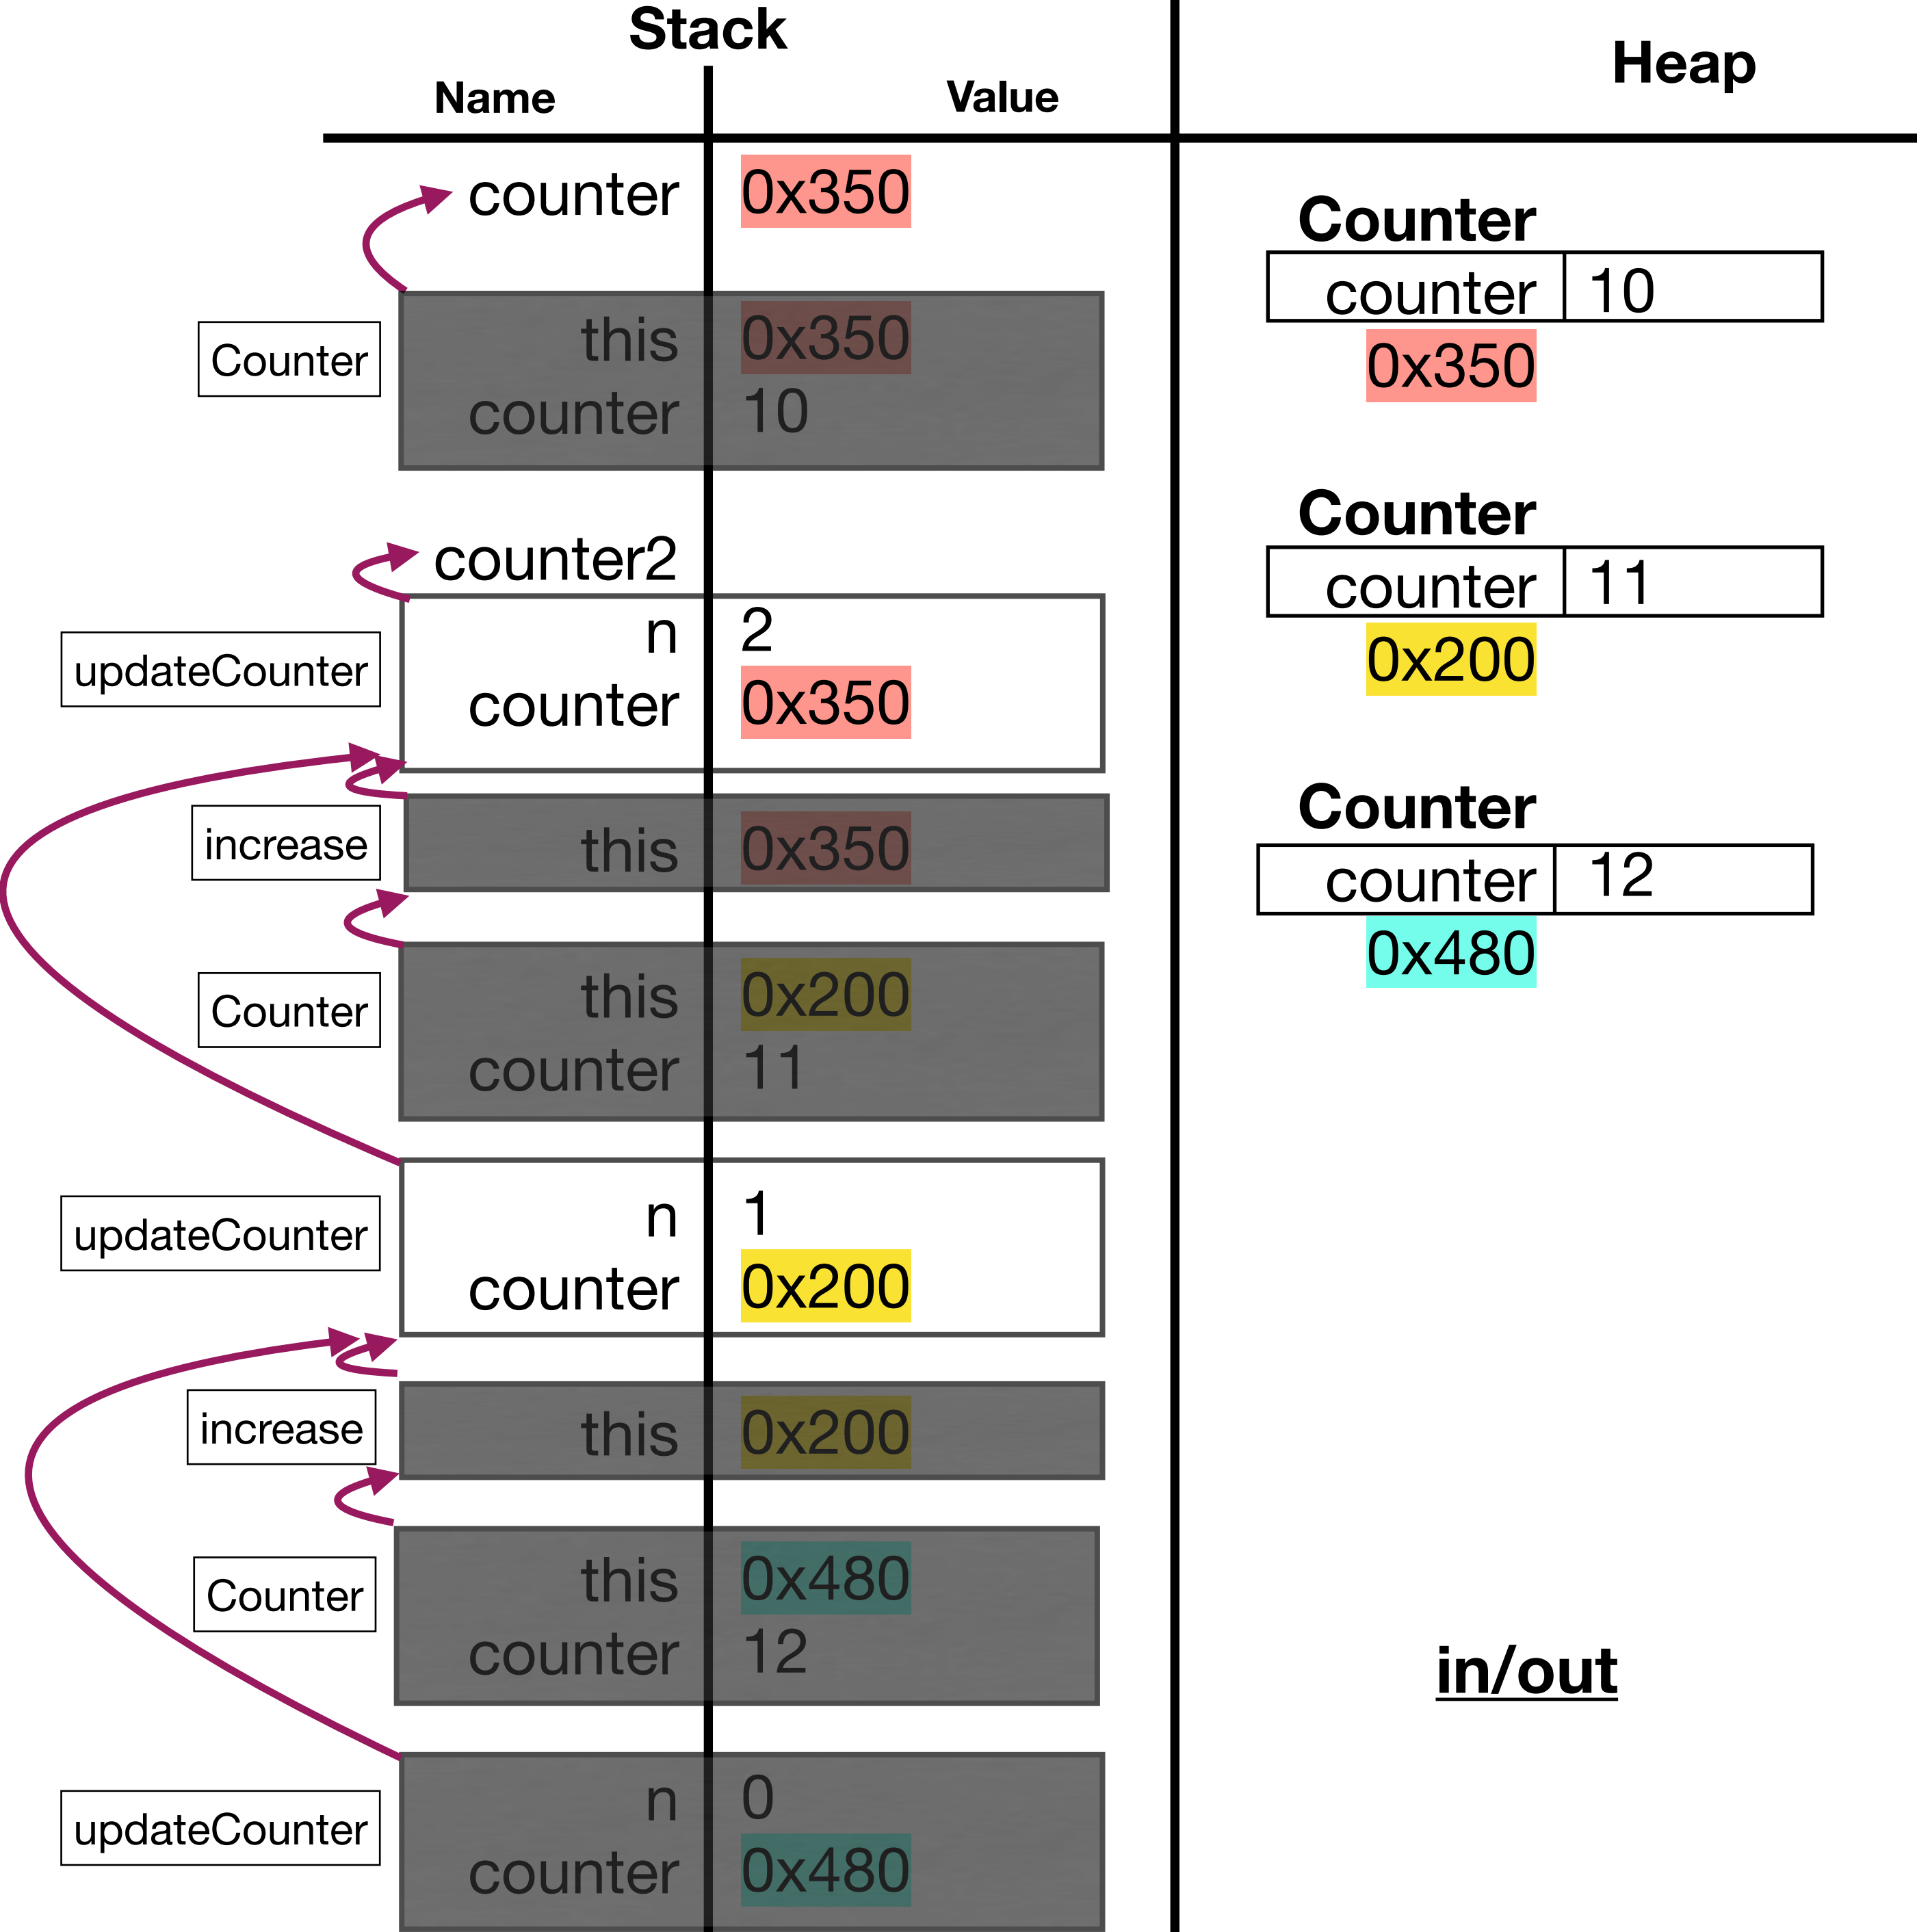 Stack
Heap
Name Value
counter 0x350
Counter
this 0x350
counter 10
counter2
updateCounter
n 2
counter 0x350
increase
this 0x350
Counter
this 0x200
counter 11
updateCounter
n 1
counter 0x200
increase
this 0x200
Counter
this 0x480
counter 12
updateCounter
n 0
counter 0x480
Counter
counter 10
0x350
Counter
counter 11
0x200
Counter
counter 12
0x480
in/out